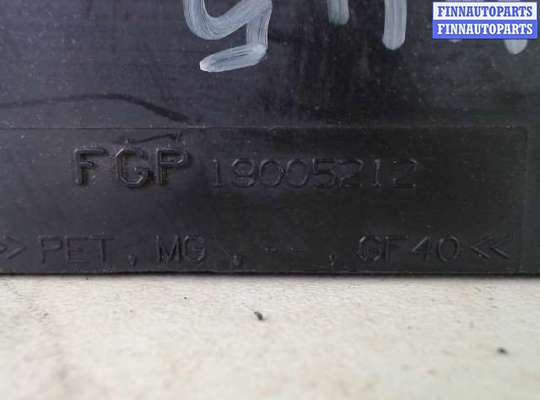 FINNAUTOPARTS
FINNAUTOPARTS
FGP 18005212
>> PET, MG, --, GF40 <<